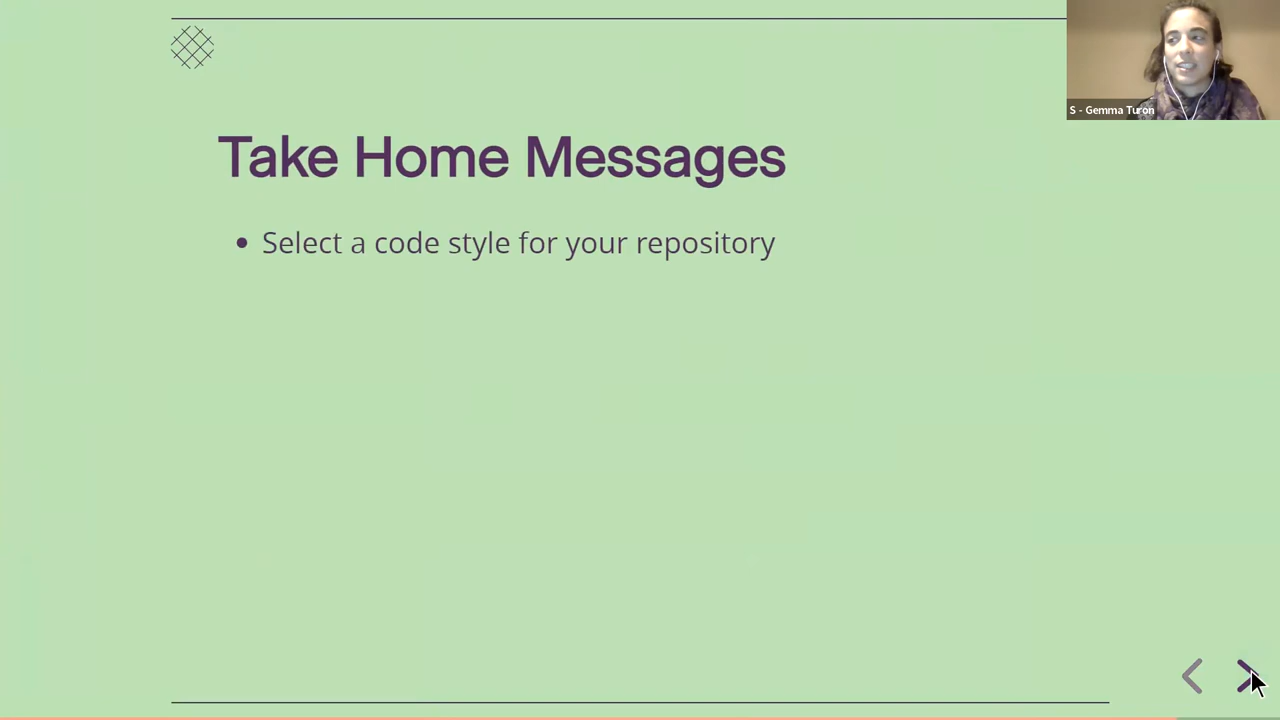 S - Gemma Turon
Take Home Messages
• Select a code style for your repository